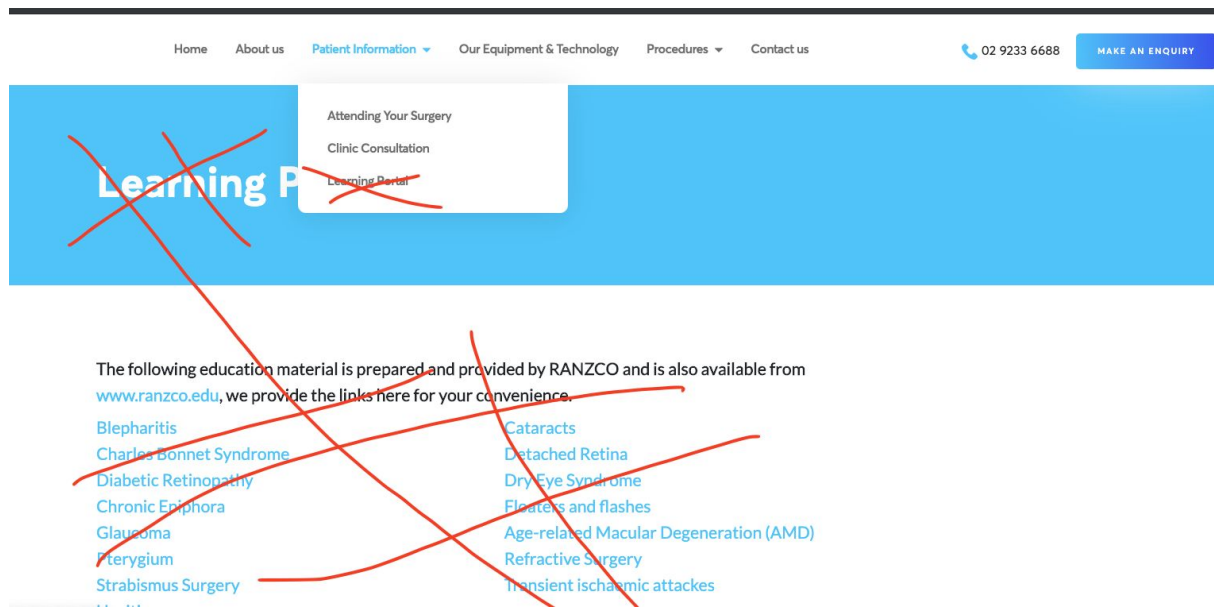 Home About us Patient Information Our Equipment & Technology Procedures Contact us 02 9233 6688 MAKE AN ENQUIRY
Attending Your Surgery
Clinic Consultation
Learning Portal
Learning P
The following education material is prepared and provided by RANZCO and is also available from
www.ranzco.edu, we provide the links here for your convenience.
Blepharitis
Charles Bonnet Syndrome
Diabetic Retinopathy
Chronic Epiphora
Glaucoma
Pterygium
Strabismus Surgery
Cataracts
Detached Retina
Dry Eye Syndrome
Floaters and flashes
Age-related Macular Degeneration (AMD)
Refractive Surgery
Transient ischaemic attackes